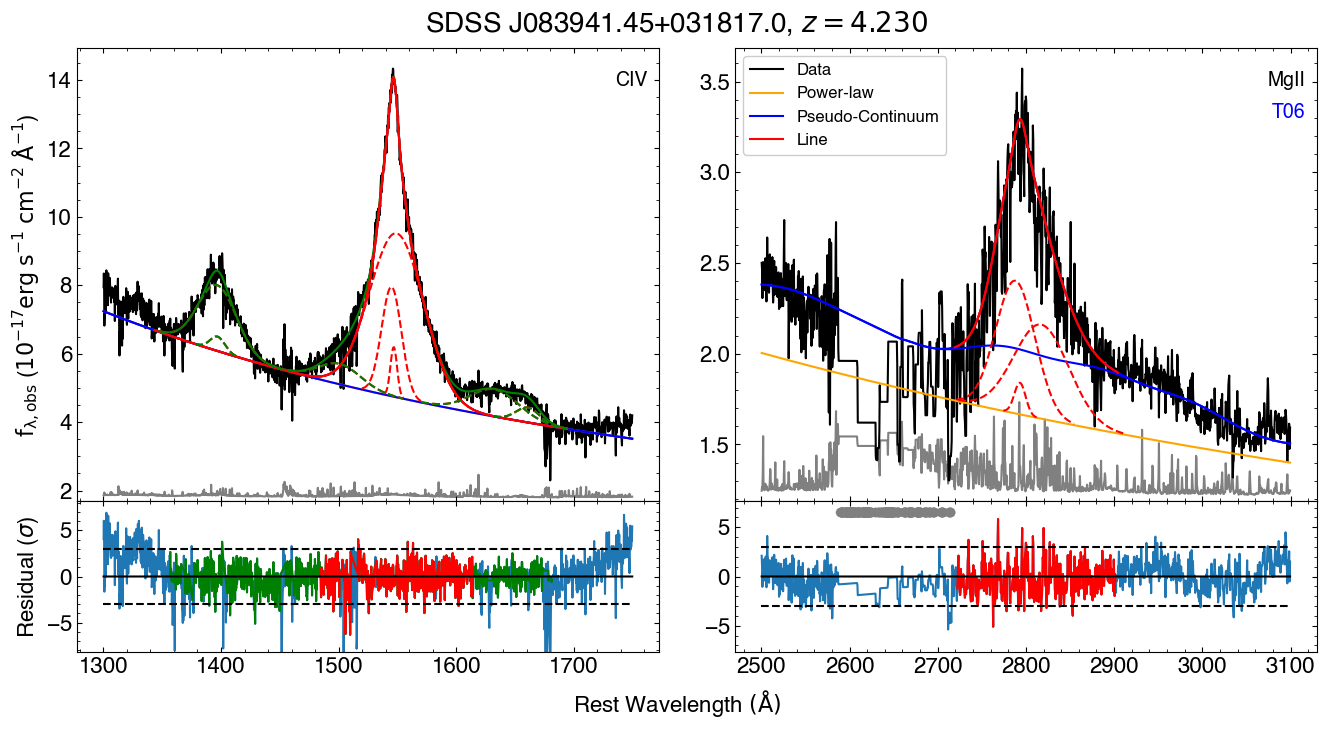 SDSS J083941.45+031817.0, z = 4.230
CIV
14
12
10
8
6
4
2
f_λ,obs (10^−17 erg s^−1 cm^−2 Å^−1)
5
0
−5
Residual (σ)
1300 1400 1500 1600 1700
Data
Power-law
Pseudo-Continuum
Line
MgII
T06
3.5
3.0
2.5
2.0
1.5
5
0
−5
2500 2600 2700 2800 2900 3000 3100
Rest Wavelength (Å)